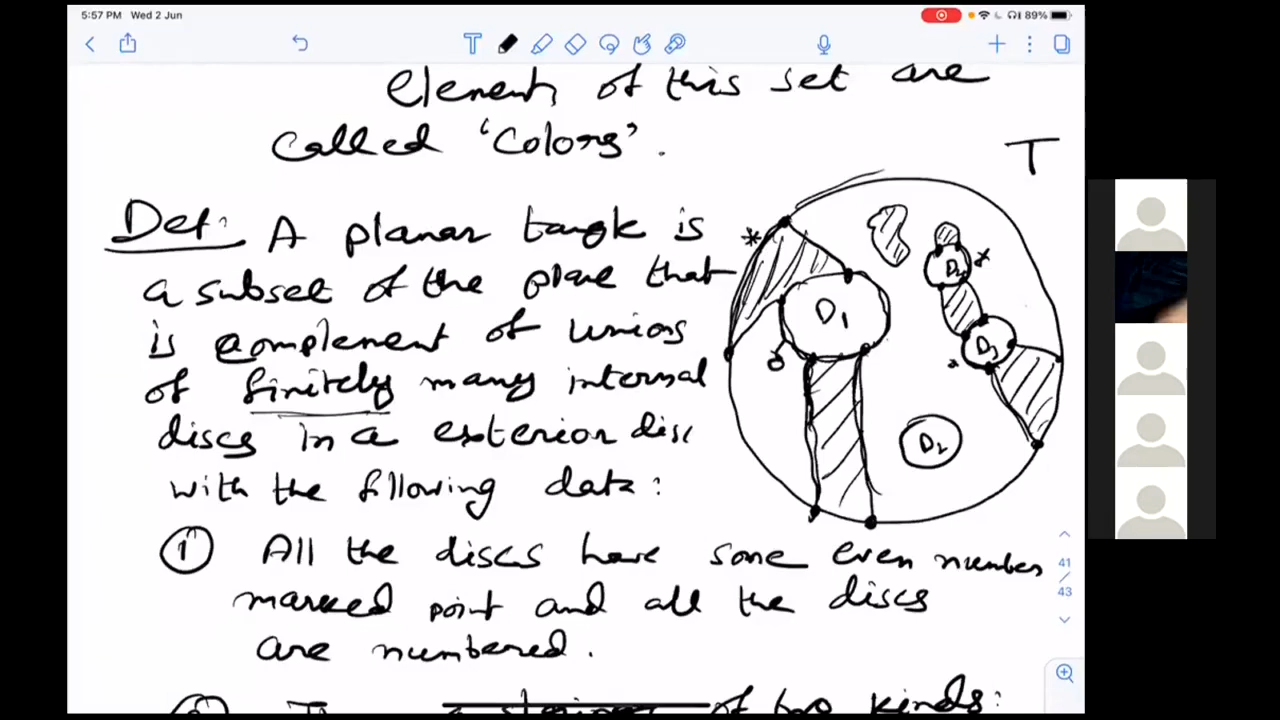 5:57 PM Wed 2 Jun
89%
Elements of this set are
called 'Colors'.
T
Def: A planar tangle is
a subset of the plane that
is complement of unions
of finitely many internal
discs in a exterior disc
with the following data:
* D1
D2
D3
D4
* *
① All the discs have some even number
marked point and all the discs
are numbered.
of two kinds:
41
/
43